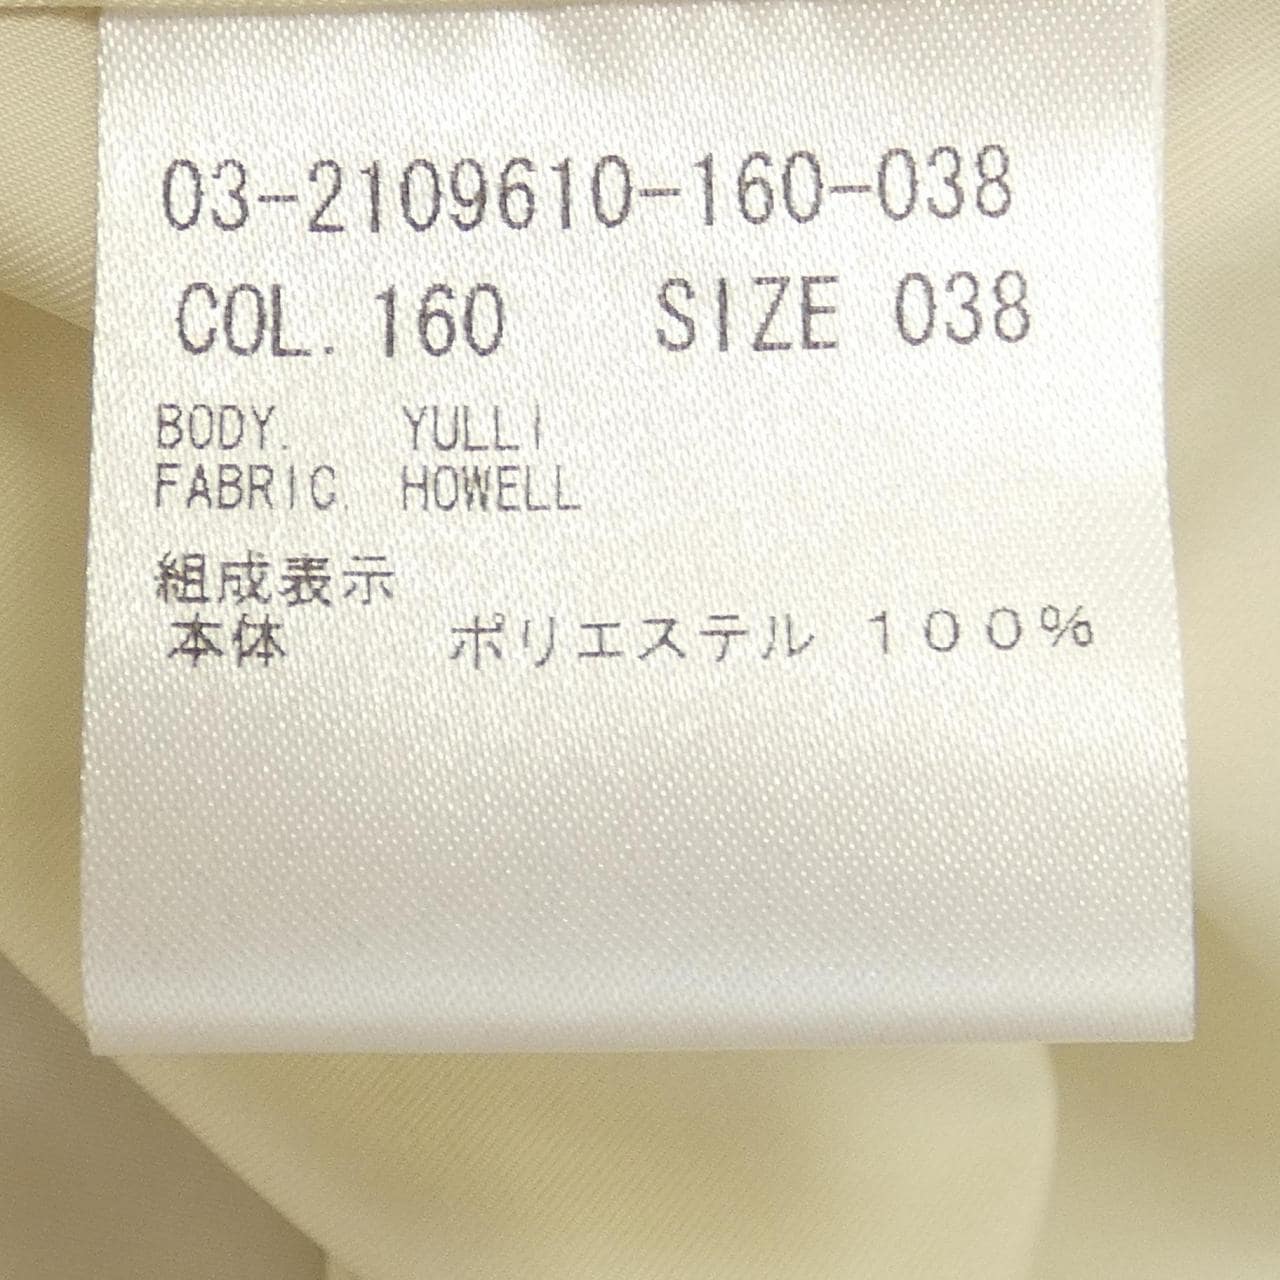 03-2109610-160-038
COL. 160 SIZE 038
BODY. YULLI
FABRIC. HOWELL
組成表示
本体 ポリエステル １００％